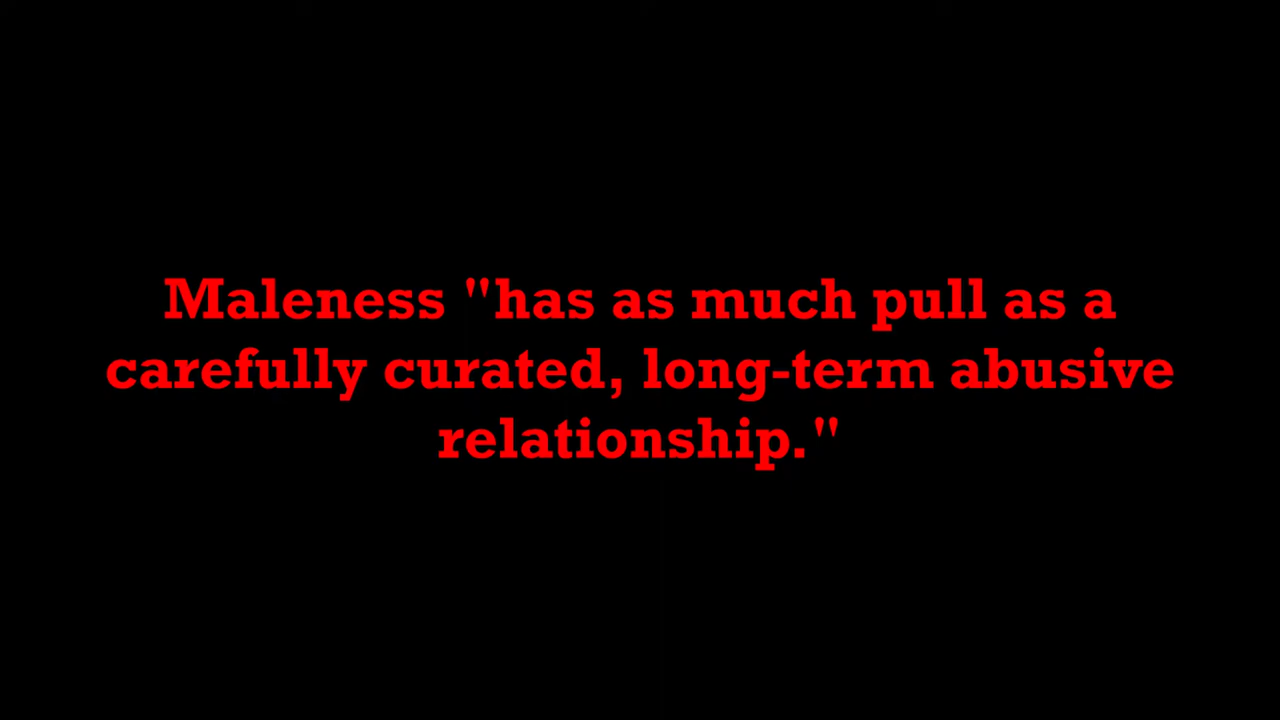 Maleness "has as much pull as a
carefully curated, long-term abusive
relationship."